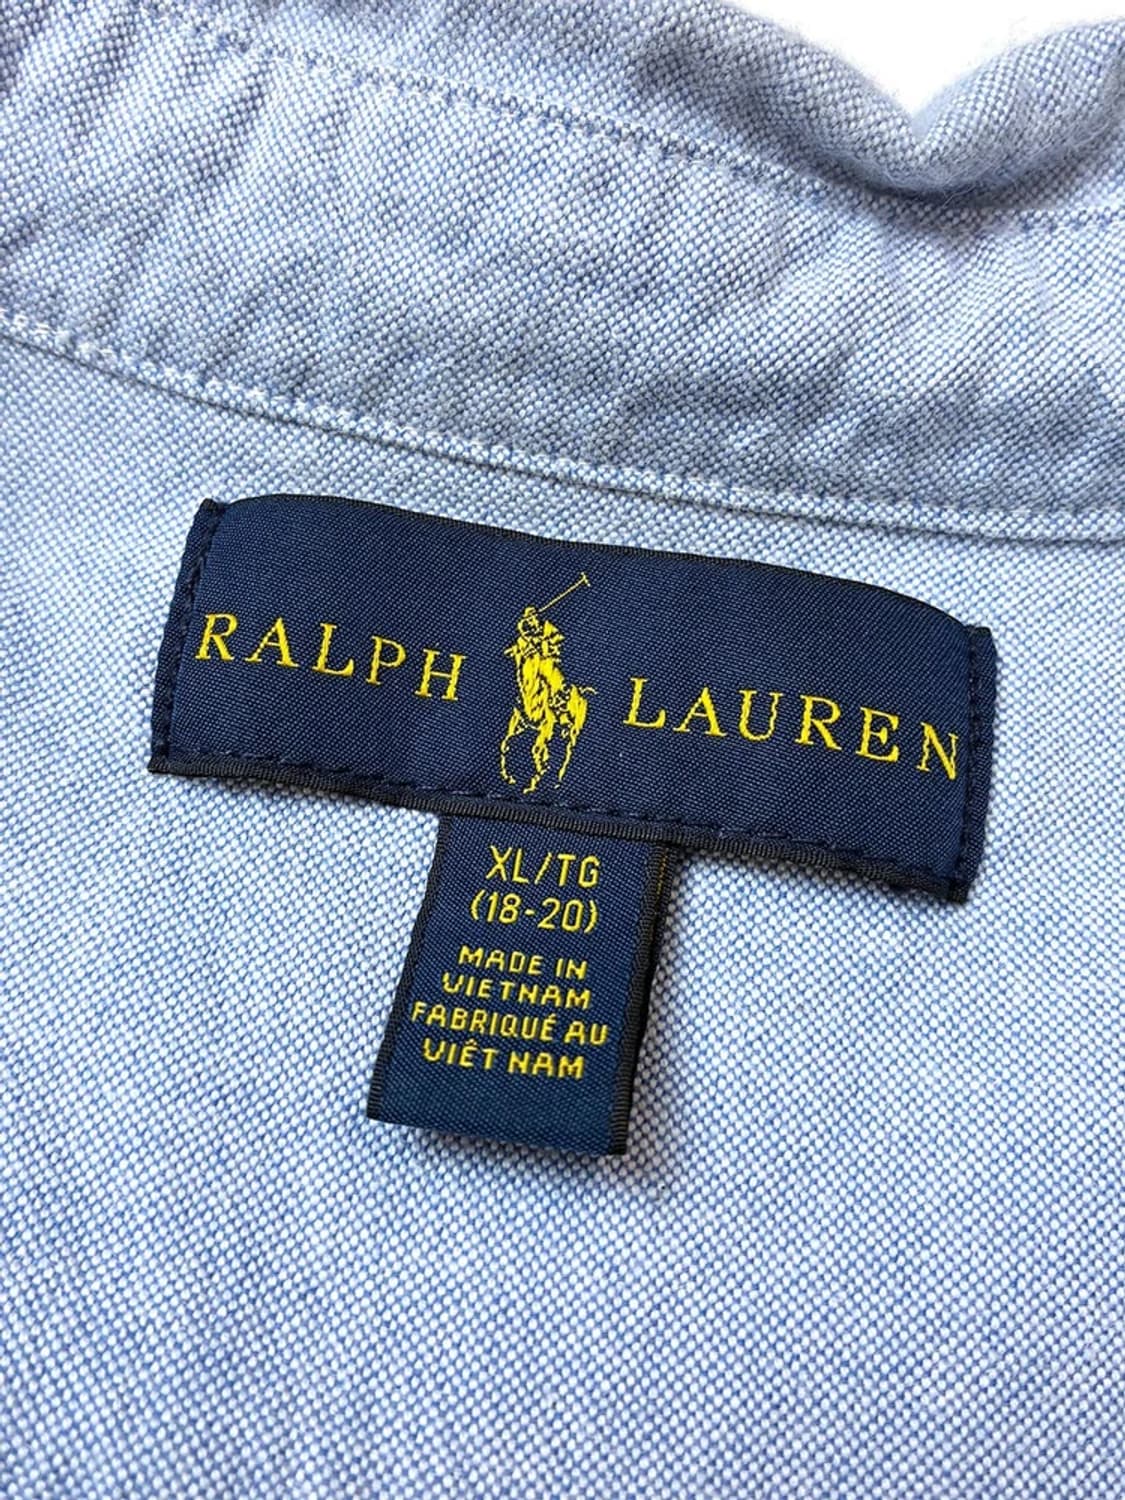 RALPH LAUREN
XL/TG
(18-20)
MADE IN
VIETNAM
FABRIQUÉ AU
VIÊT NAM